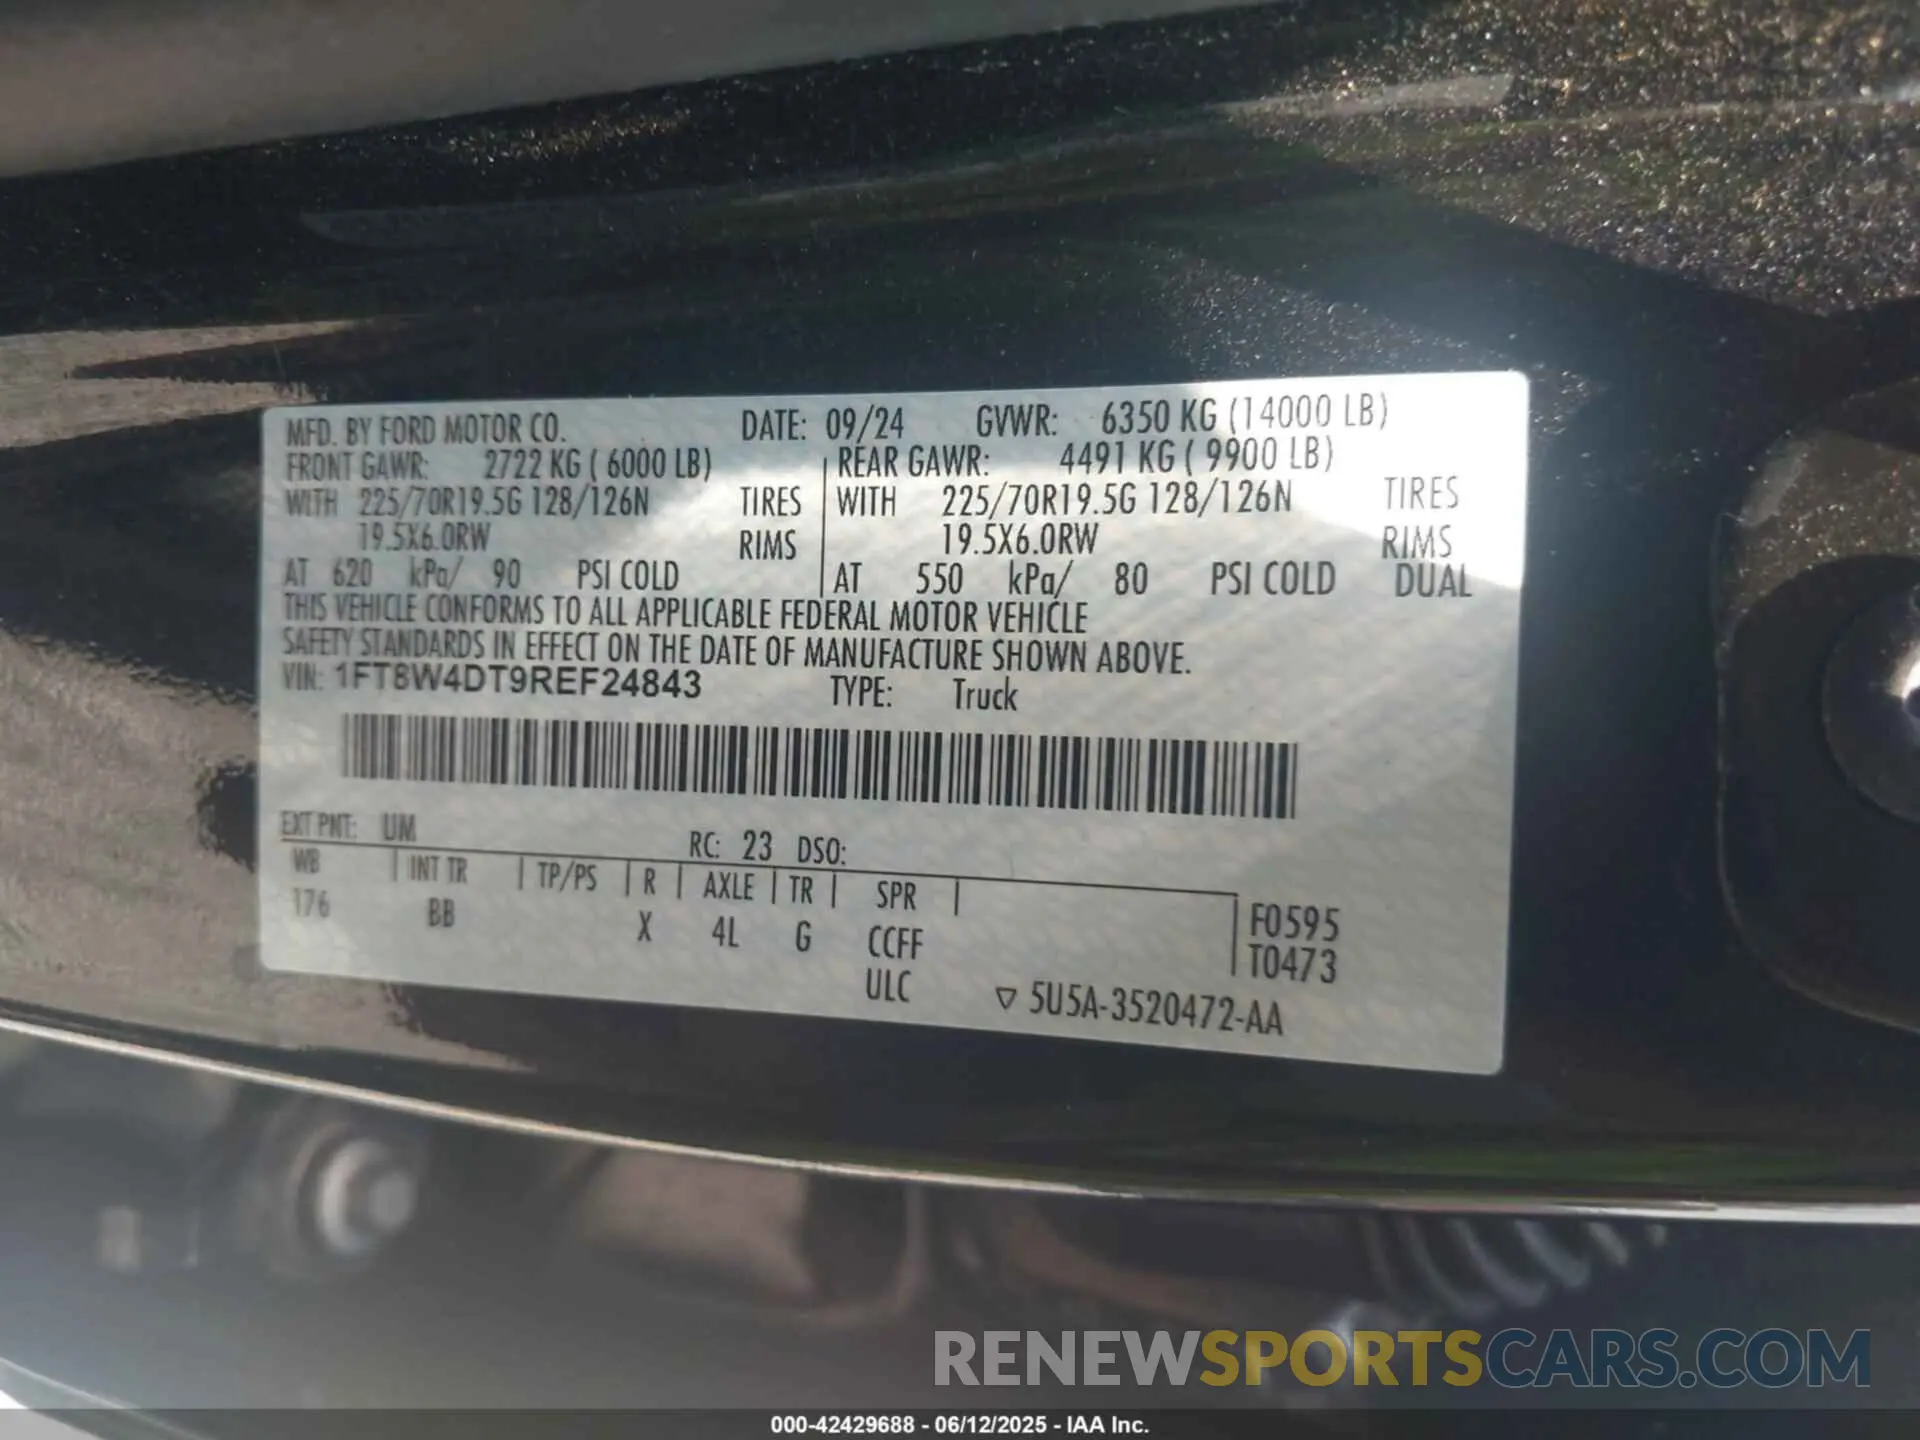 MFD. BY FORD MOTOR CO. DATE: 09/24 GVWR: 6350 KG (14000 LB)
FRONT GAWR: 2722 KG ( 6000 LB) REAR GAWR: 4491 KG ( 9900 LB)
WITH 225/70R19.5G 128/126N TIRES WITH 225/70R19.5G 128/126N TIRES
19.5X6.0RW RIMS 19.5X6.0RW RIMS
AT 620 kPa/ 90 PSI COLD AT 550 kPa/ 80 PSI COLD DUAL
THIS VEHICLE CONFORMS TO ALL APPLICABLE FEDERAL MOTOR VEHICLE
SAFETY STANDARDS IN EFFECT ON THE DATE OF MANUFACTURE SHOWN ABOVE.
VIN: 1FT8W4DT9REF24843 TYPE: Truck
EXT PNT: UM RC: 23 DSO:
WB | INT TR | TP/PS | R | AXLE | TR | SPR |
176 BB X 4L G CCFF F0595
ULC T0473
▽ 5U5A-3520472-AA
RENEWSPORTSCARS.COM
000-42429688 - 06/12/2025 - IAA Inc.